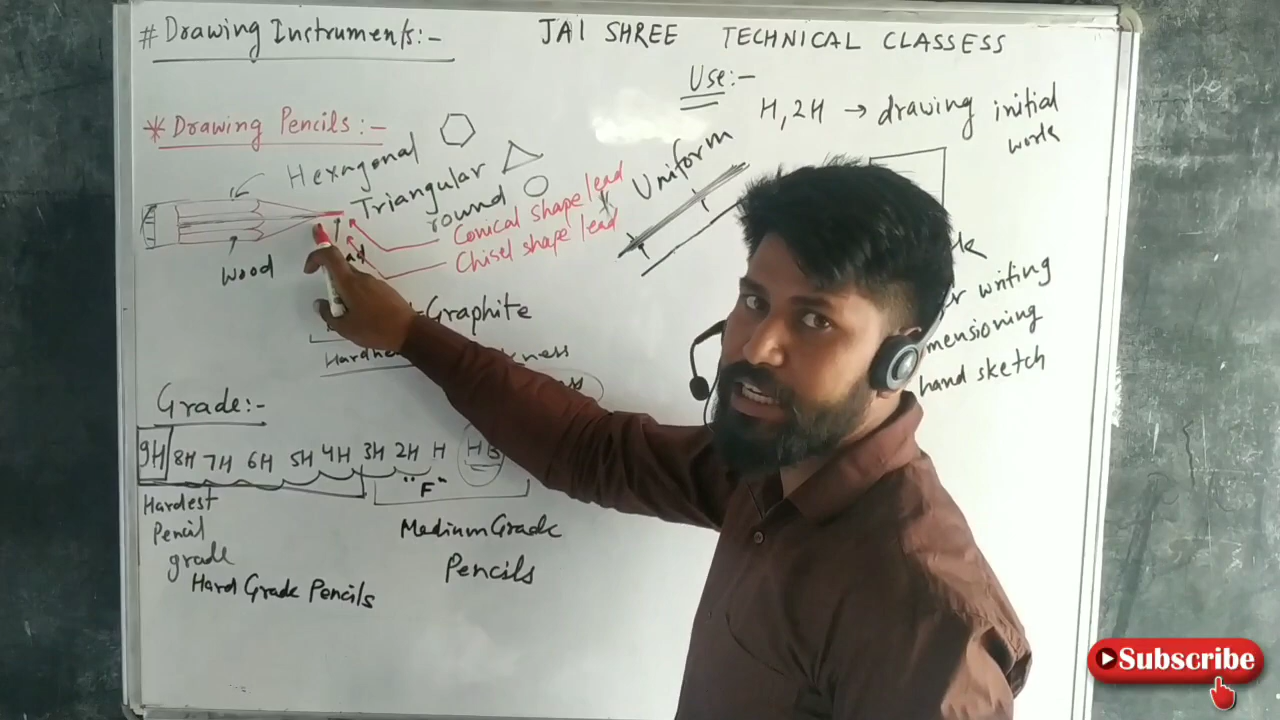 # Drawing Instruments:-
JAI SHREE TECHNICAL CLASSESS
* Drawing Pencils:-
Hexagonal
Triangular
round
Conical shape lead
Chisel shape lead
Wood
Graphite
Grade:-
9H 8H 7H 6H 5H 4H 3H 2H H HB
"F"
Hardest
Pencil
grade
Hard Grade Pencils
Medium Grade
Pencils
Use:-
H, 2H → drawing initial
work
* Uniform
writing
hand sketch
Subscribe